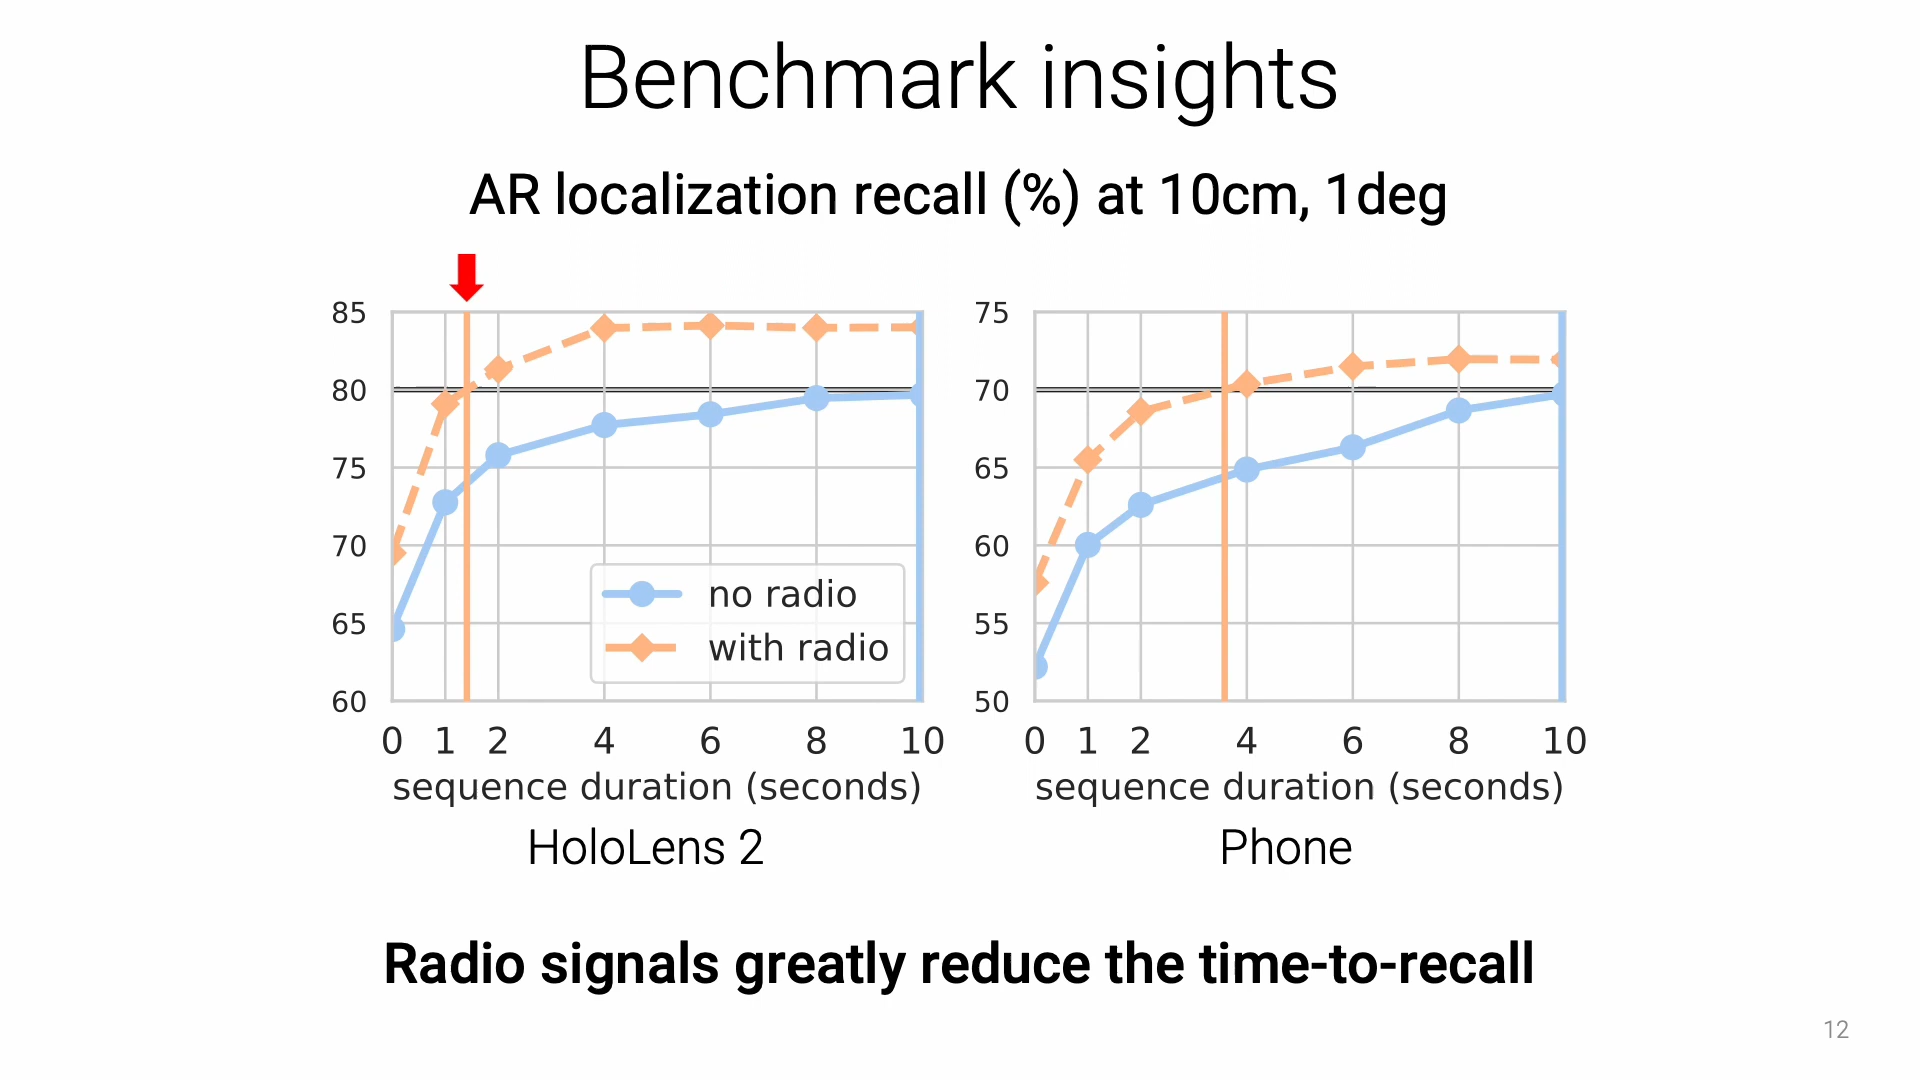 Benchmark insights
AR localization recall (%) at 10cm, 1deg
85
80
75
70
65
60
0 1 2 4 6 8 10
sequence duration (seconds)
no radio
with radio
HoloLens 2
75
70
65
60
55
50
0 1 2 4 6 8 10
sequence duration (seconds)
Phone
Radio signals greatly reduce the time-to-recall
12